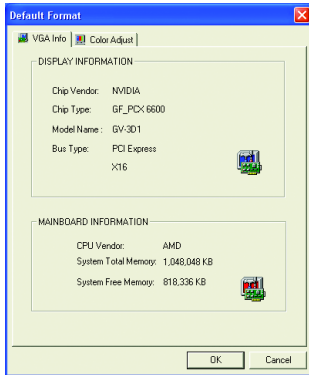 Default Format
VGA Info Color Adjust
DISPLAY INFORMATION
Chip Vendor: NVIDIA
Chip Type: GF_PCX 6600
Model Name : GV-3D1
Bus Type: PCI Express
X16
MAINBOARD INFORMATION
CPU Vendor: AMD
System Total Memory: 1,048,048 KB
System Free Memory: 818,336 KB
OK Cancel